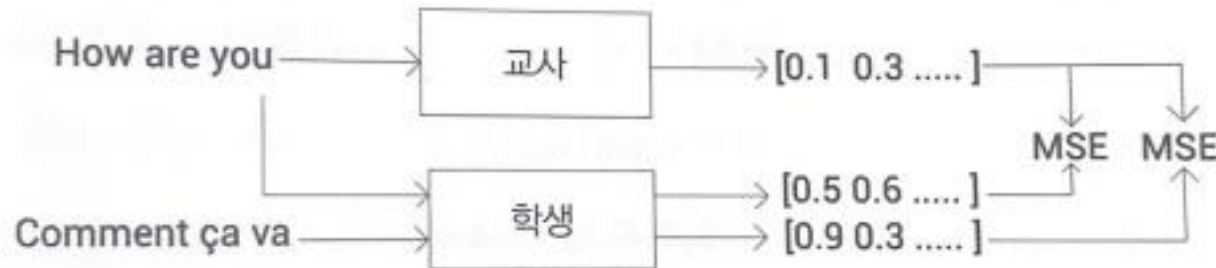 How are you
교사
[0.1 0.3 ..... ]
MSE MSE
[0.5 0.6 ..... ]
Comment ça va
학생
[0.9 0.3 ..... ]